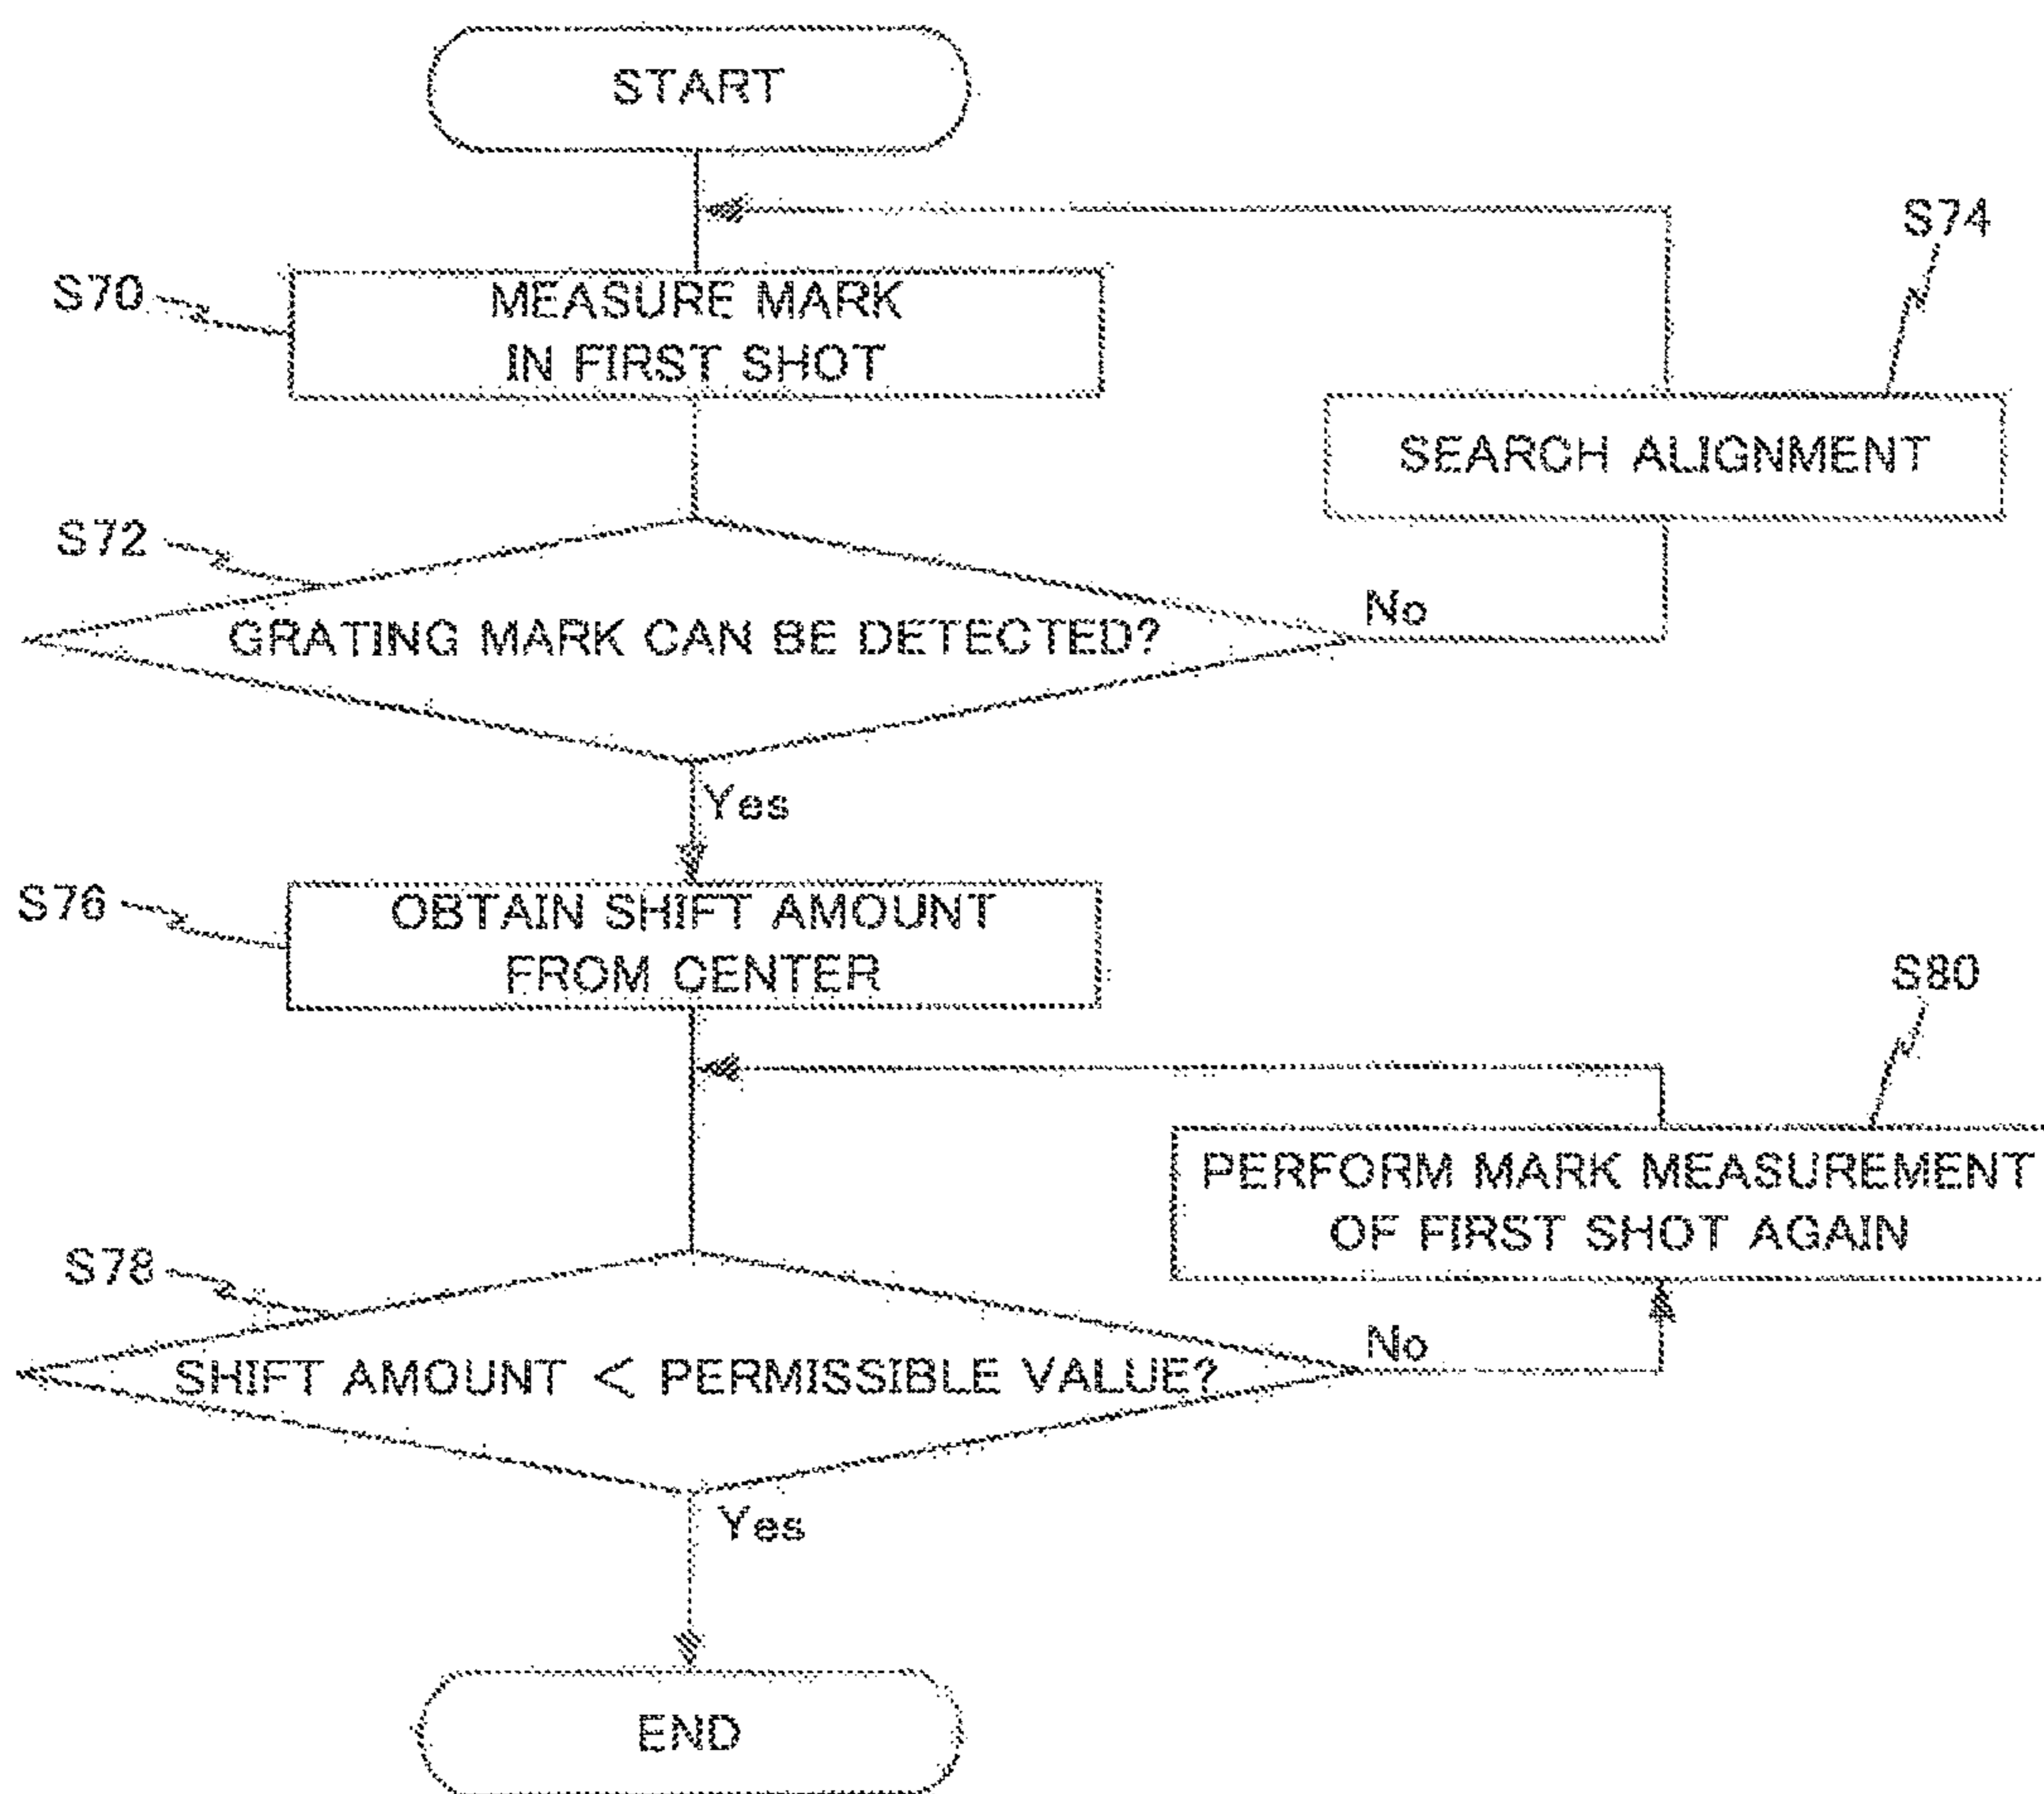 START
S74
S70
MEASURE MARK
IN FIRST SHOT
SEARCH ALIGNMENT
S72
No
GRATING MARK CAN BE DETECTED?
Yes
S76
OBTAIN SHIFT AMOUNT
FROM CENTER
S80
PERFORM MARK MEASUREMENT
OF FIRST SHOT AGAIN
S78
No
SHIFT AMOUNT < PERMISSIBLE VALUE?
Yes
END